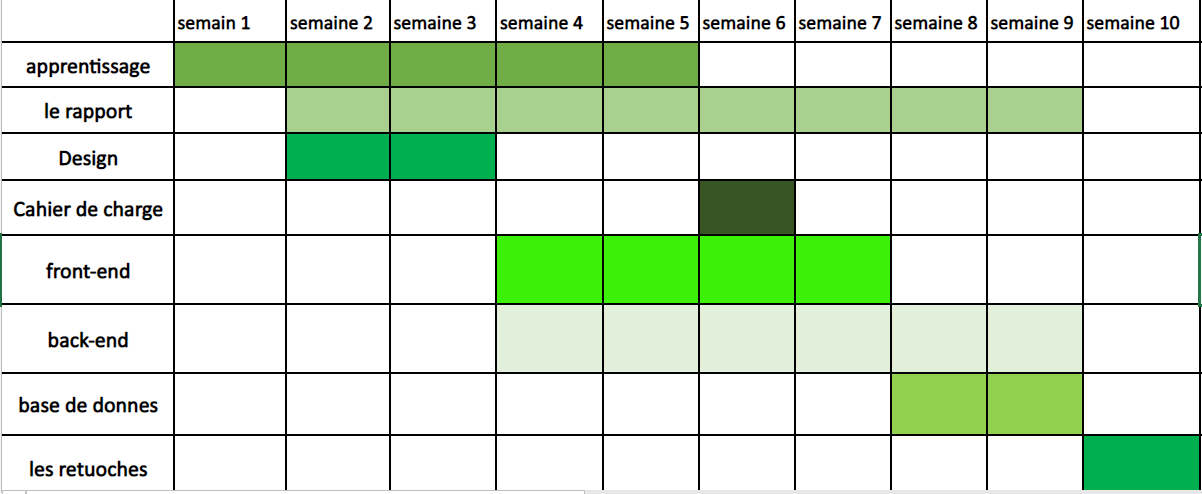 semain 1 semaine 2 semaine 3 semaine 4 semaine 5 semaine 6 semaine 7 semaine 8 semaine 9 semaine 10
apprentissage
le rapport
Design
Cahier de charge
front-end
back-end
base de donnes
les retuoches